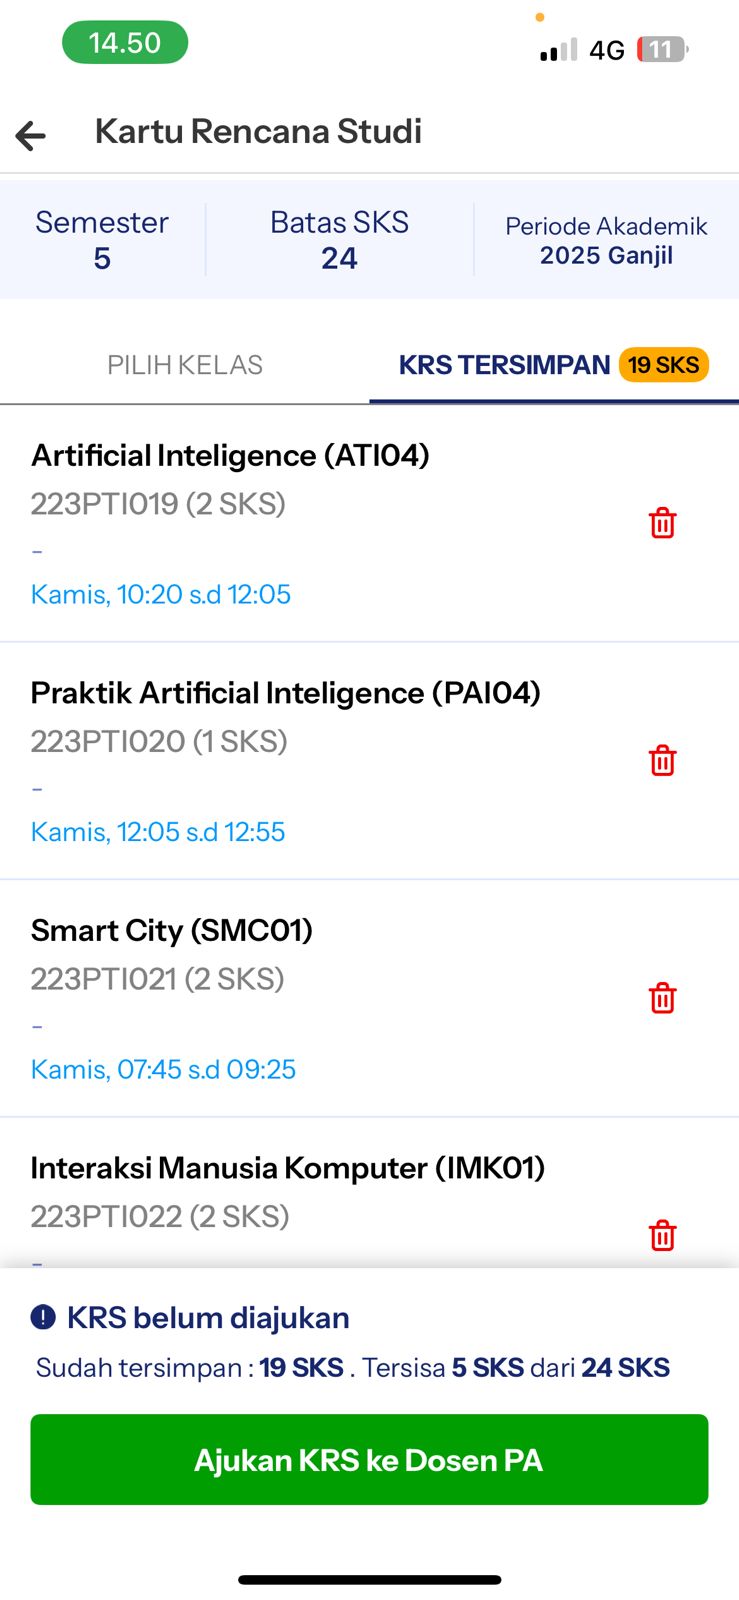 14.50
4G 11
Kartu Rencana Studi
Semester
5
Batas SKS
24
Periode Akademik
2025 Ganjil
PILIH KELAS
KRS TERSIMPAN 19 SKS
Artificial Inteligence (ATI04)
223PTI019 (2 SKS)
-
Kamis, 10:20 s.d 12:05
Praktik Artificial Inteligence (PAI04)
223PTI020 (1 SKS)
-
Kamis, 12:05 s.d 12:55
Smart City (SMC01)
223PTI021 (2 SKS)
-
Kamis, 07:45 s.d 09:25
Interaksi Manusia Komputer (IMK01)
223PTI022 (2 SKS)
-
KRS belum diajukan
Sudah tersimpan : 19 SKS . Tersisa 5 SKS dari 24 SKS
Ajukan KRS ke Dosen PA